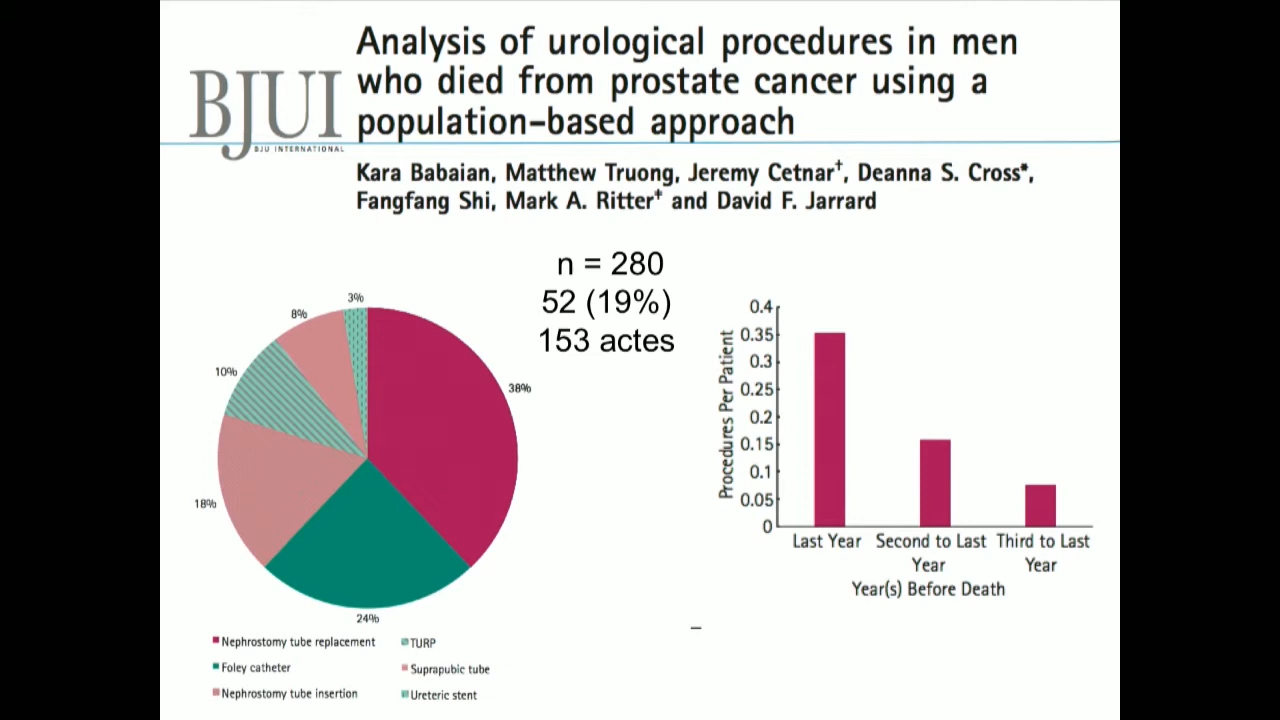 Analysis of urological procedures in men
who died from prostate cancer using a
population-based approach
BJUI
BJU INTERNATIONAL
Kara Babaian, Matthew Truong, Jeremy Cetnar†, Deanna S. Cross*,
Fangfang Shi, Mark A. Ritter‡ and David F. Jarrard
n = 280
52 (19%)
153 actes
3%
8%
10%
38%
18%
24%
Nephrostomy tube replacement
Foley catheter
Nephrostomy tube insertion
TURP
Suprapubic tube
Ureteric stent
Procedures Per Patient
0.4
0.35
0.3
0.25
0.2
0.15
0.1
0.05
0
Last Year
Second to Last
Year
Third to Last
Year
Year(s) Before Death